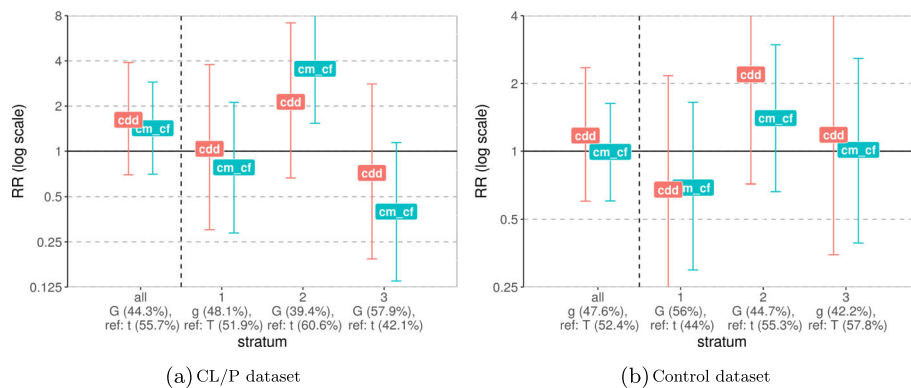 8
4
2
1
0.5
0.25
0.125
RR (log scale)
cdd
cm_cf
cdd
cm_cf
cdd
cm_cf
cdd
cm_cf
all
G (44.3%),
ref: t (55.7%)
1
g (48.1%),
ref: T (51.9%)
2
G (39.4%),
ref: t (60.6%)
3
G (57.9%),
ref: t (42.1%)
stratum
(a) CL/P dataset
4
2
1
0.5
0.25
RR (log scale)
cdd
cm_cf
cdd
cm_cf
cdd
cm_cf
cdd
cm_cf
all
g (47.6%),
ref: T (52.4%)
1
G (56%),
ref: t (44%)
2
G (44.7%),
ref: t (55.3%)
3
g (42.2%),
ref: T (57.8%)
stratum
(b) Control dataset